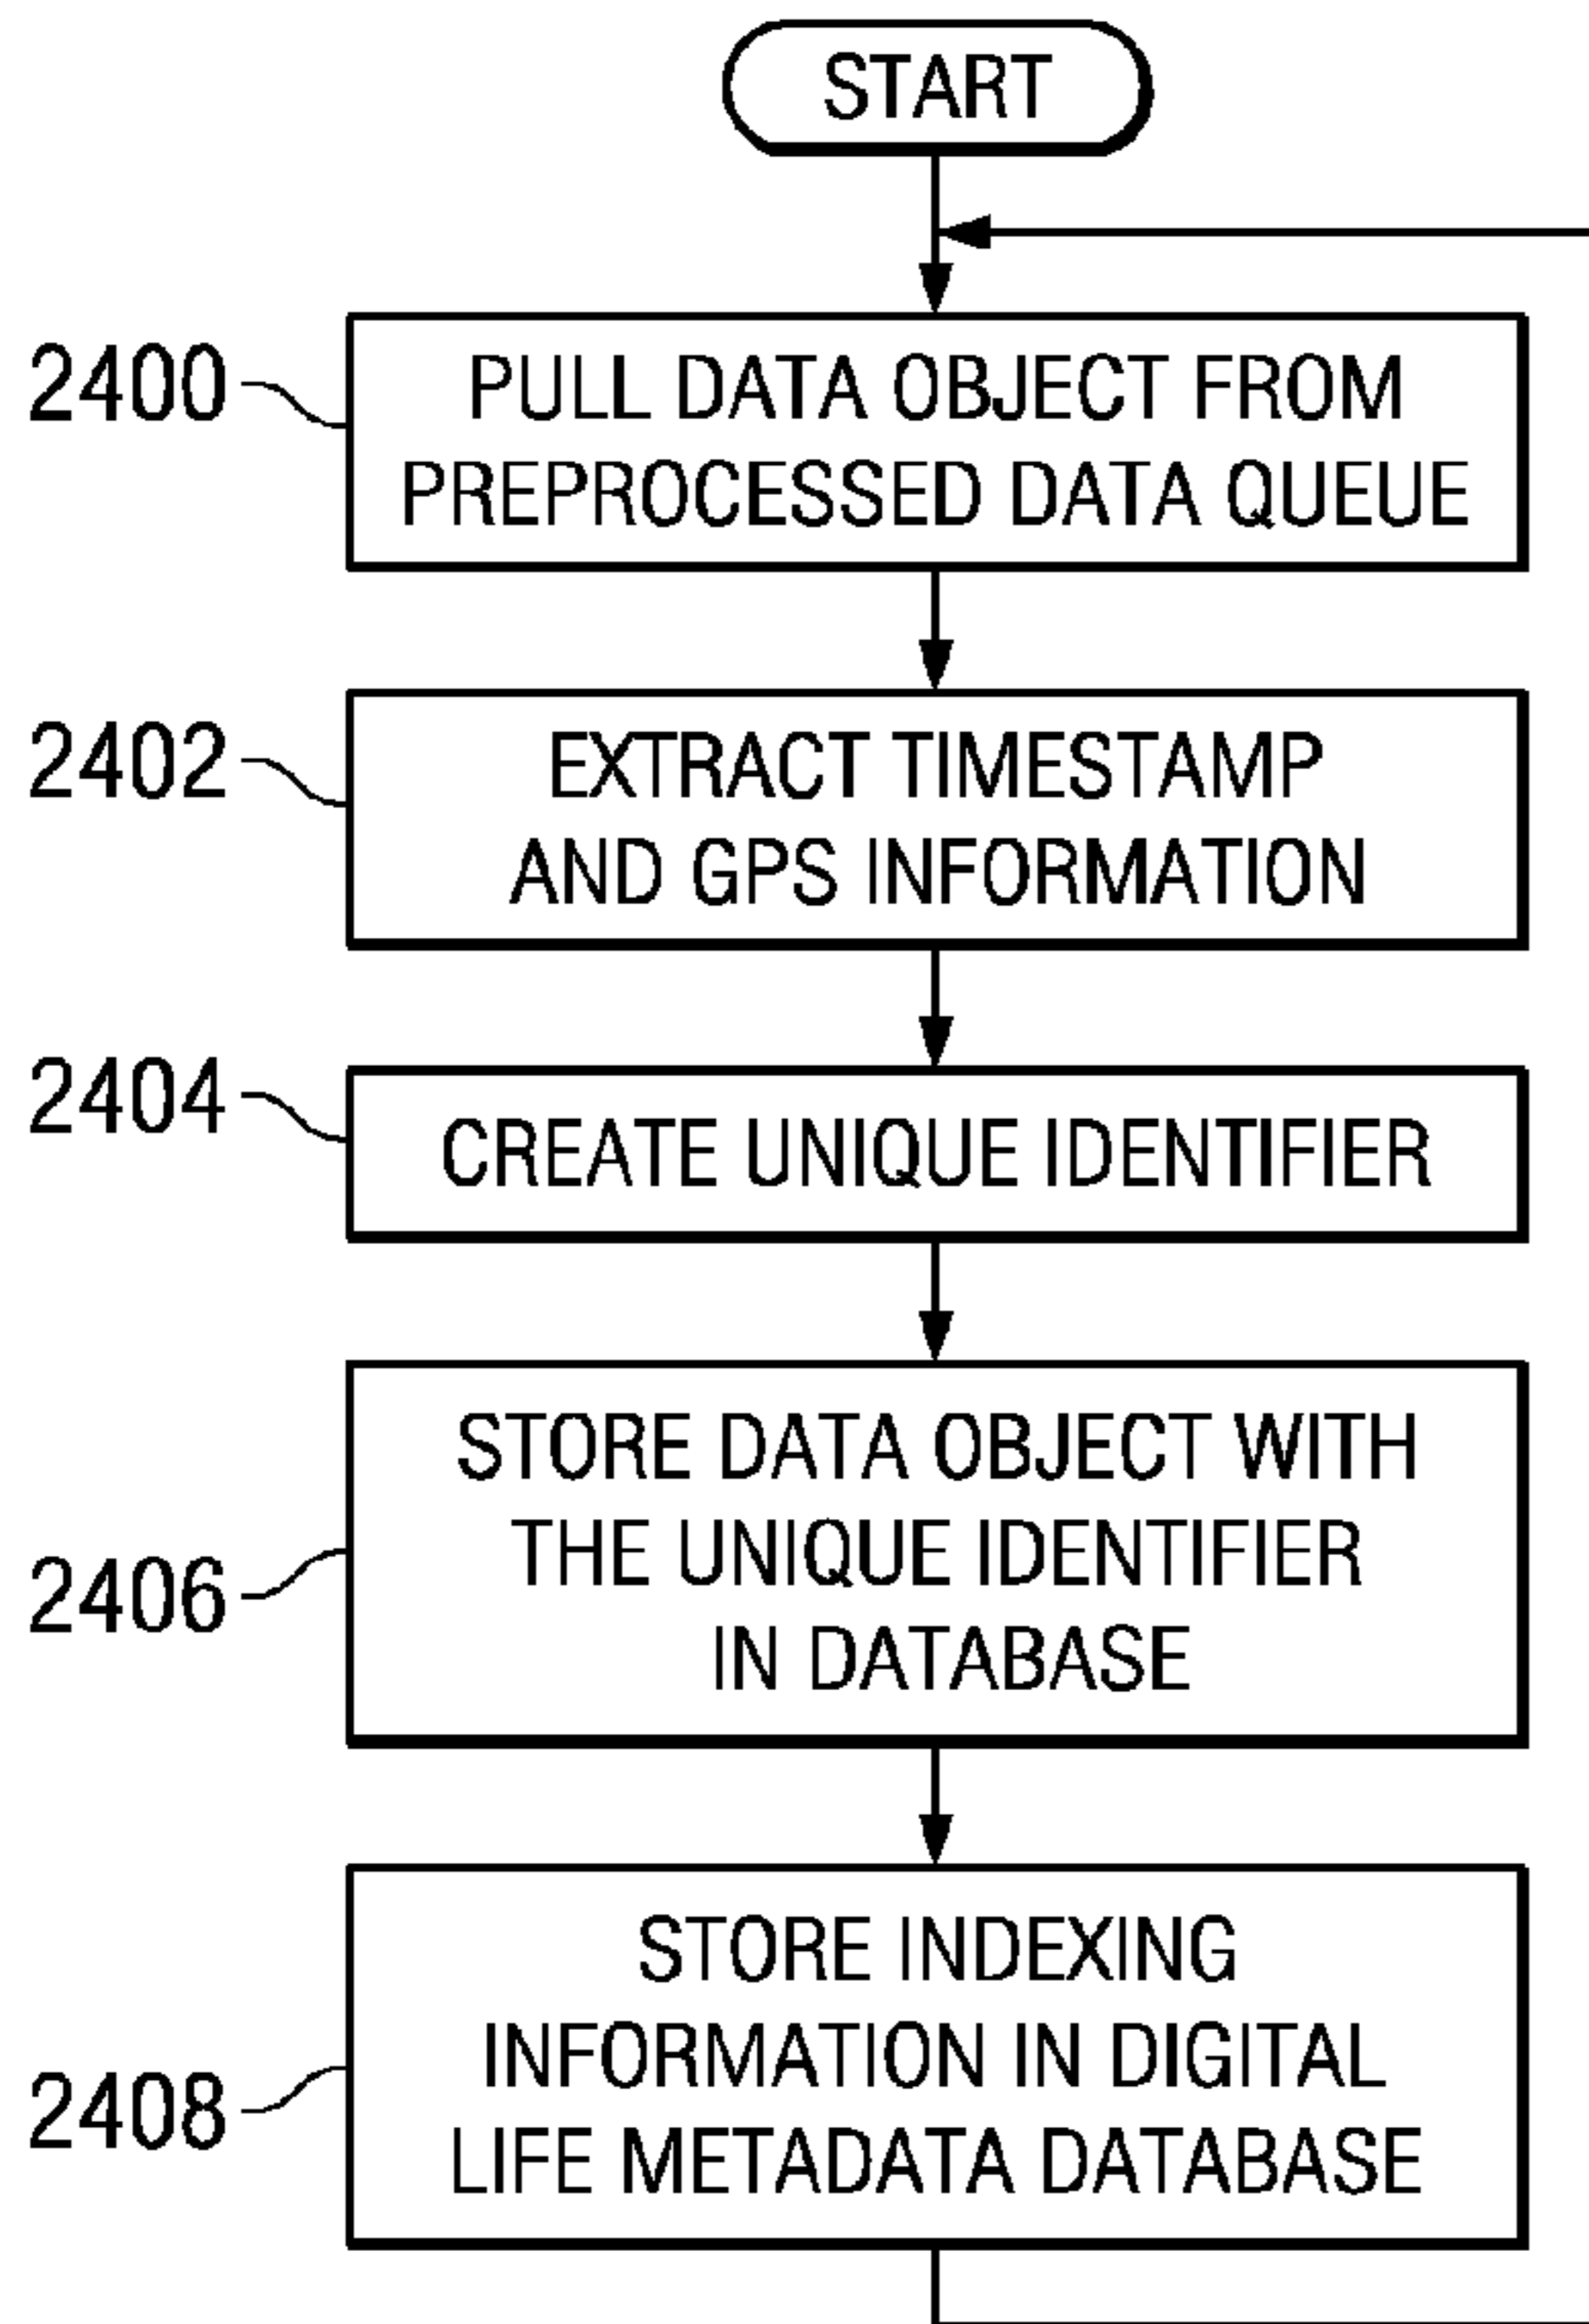 START
2400
PULL DATA OBJECT FROM
PREPROCESSED DATA QUEUE
2402
EXTRACT TIMESTAMP
AND GPS INFORMATION
2404
CREATE UNIQUE IDENTIFIER
2406
STORE DATA OBJECT WITH
THE UNIQUE IDENTIFIER
IN DATABASE
2408
STORE INDEXING
INFORMATION IN DIGITAL
LIFE METADATA DATABASE